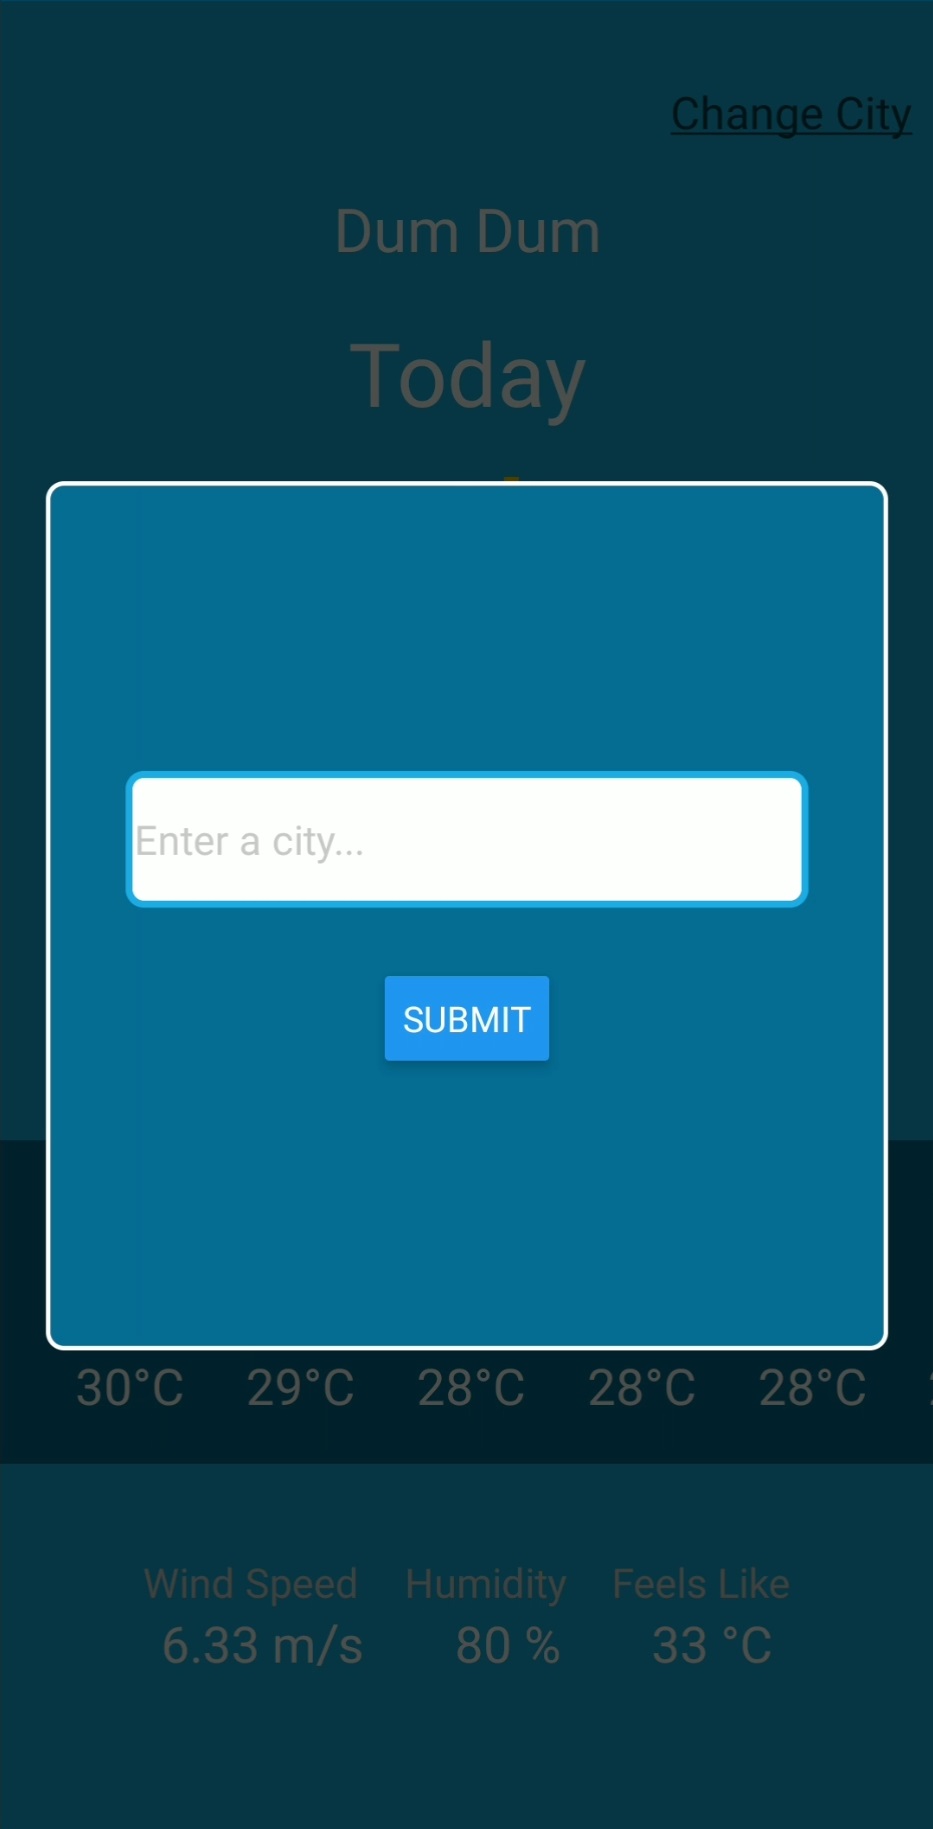 Change City
Dum Dum
Today
Enter a city...
SUBMIT
30°C 29°C 28°C 28°C 28°C
Wind Speed Humidity Feels Like
6.33 m/s 80 % 33 °C